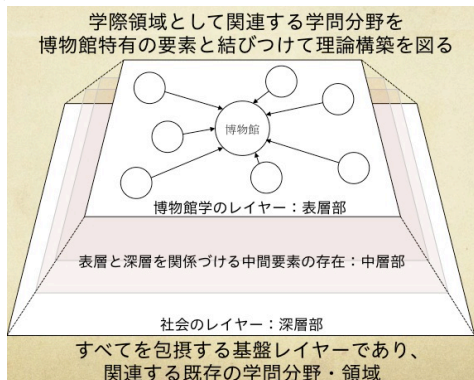 学際領域として関連する学問分野を
博物館特有の要素と結びつけて理論構築を図る
博物館
博物館学のレイヤー：表層部
表層と深層を関係づける中間要素の存在：中層部
社会のレイヤー：深層部
すべてを包摂する基盤レイヤーであり、
関連する既存の学問分野・領域